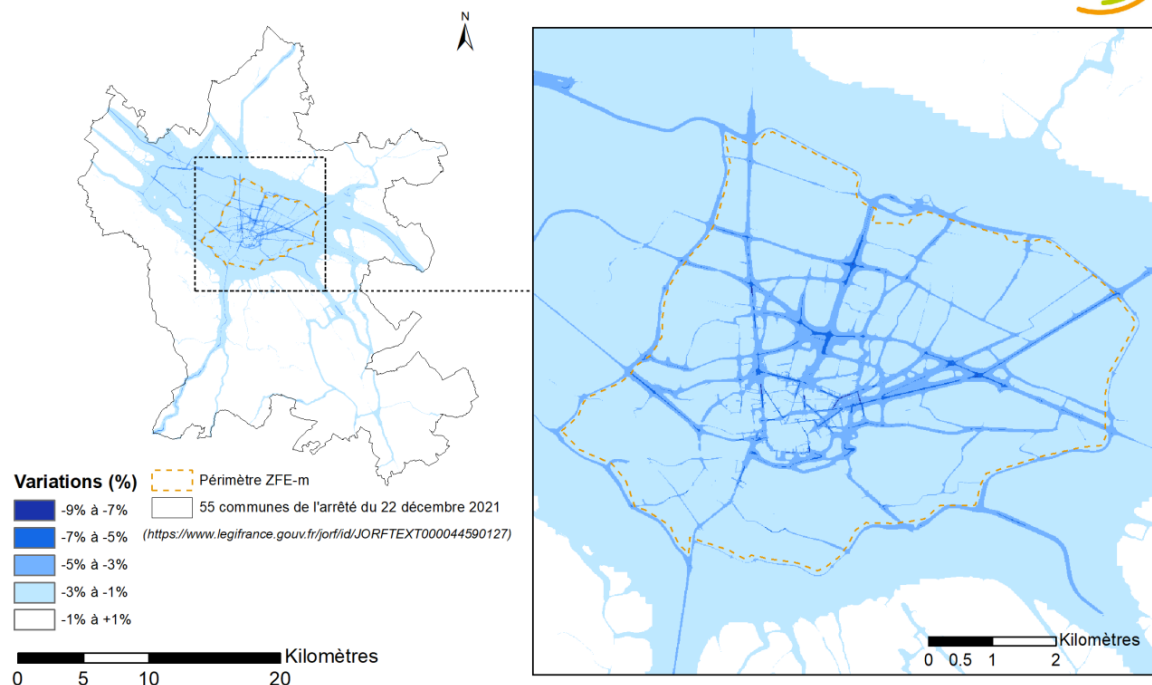 N
Variations (%)
-9% à -7%
-7% à -5%
-5% à -3%
-3% à -1%
-1% à +1%
Périmètre ZFE-m
55 communes de l'arrêté du 22 décembre 2021
(https://www.legifrance.gouv.fr/jorf/id/JORFTEXT000044590127)
Kilomètres
0 5 10 20
Kilomètres
0 0.5 1 2